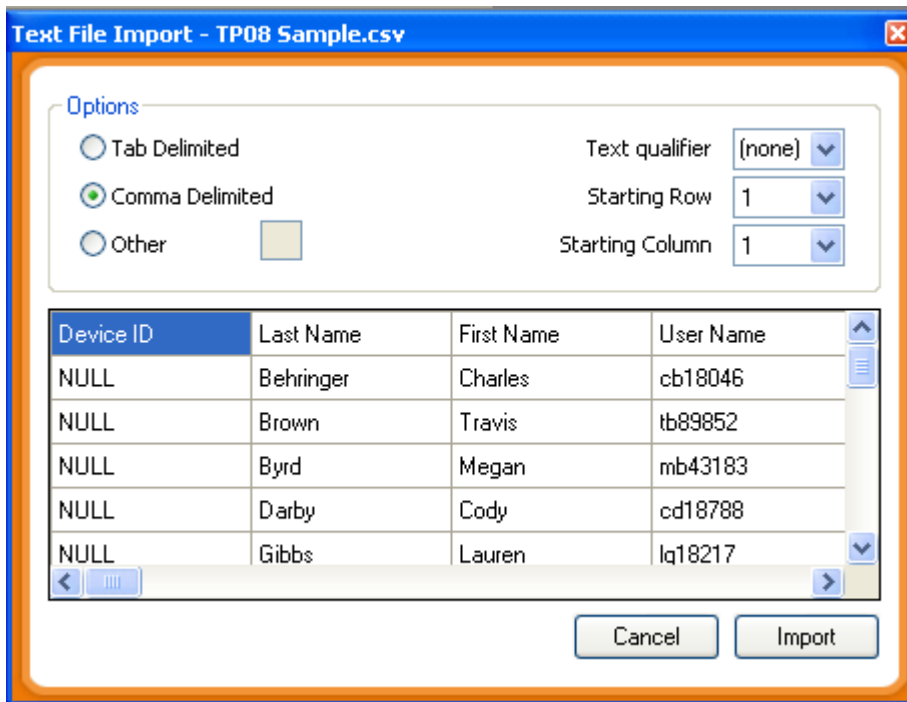 Text File Import - TP08 Sample.csv
Options
Tab Delimited Text qualifier (none)
Comma Delimited Starting Row 1
Other Starting Column 1
Device ID Last Name First Name User Name
NULL Behringer Charles cb18046
NULL Brown Travis tb89852
NULL Byrd Megan mb43183
NULL Darby Cody cd18788
NULL Gibbs Lauren lg18217
Cancel Import